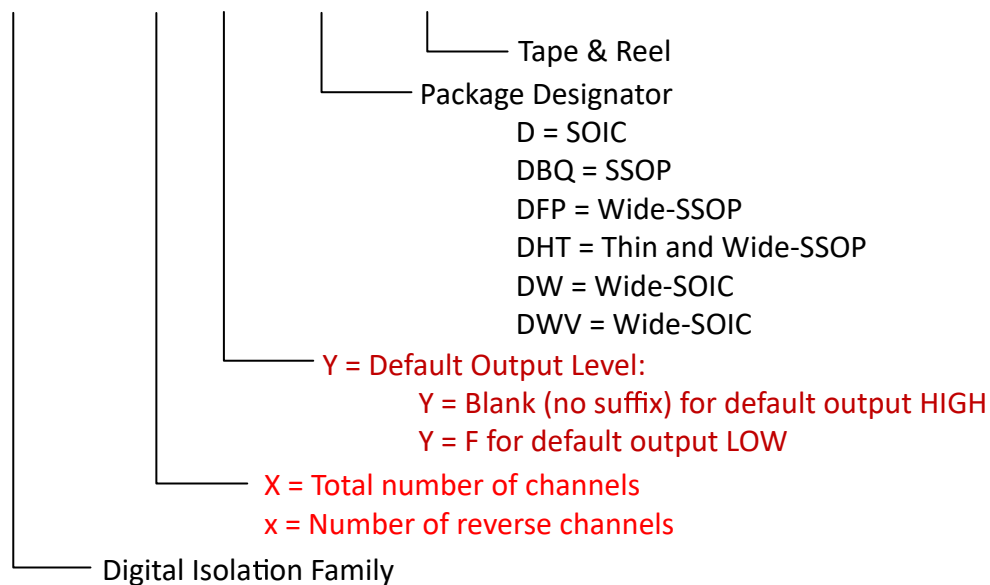 Tape & Reel
Package Designator
D = SOIC
DBQ = SSOP
DFP = Wide-SSOP
DHT = Thin and Wide-SSOP
DW = Wide-SOIC
DWV = Wide-SOIC
Y = Default Output Level:
Y = Blank (no suffix) for default output HIGH
Y = F for default output LOW
X = Total number of channels
x = Number of reverse channels
Digital Isolation Family